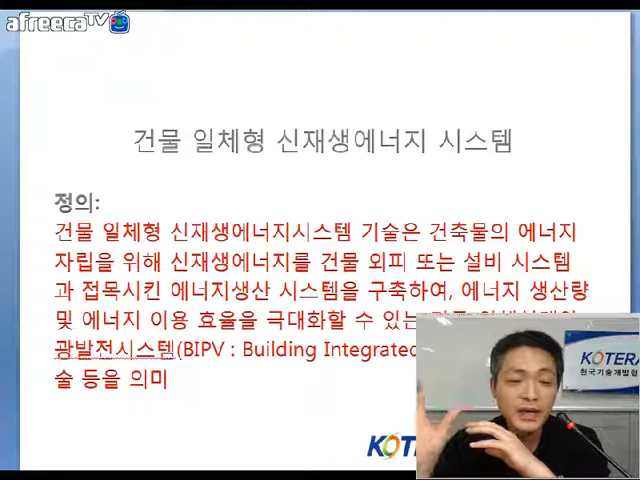 afreecaTV
건물 일체형 신재생에너지 시스템
정의:
건물 일체형 신재생에너지시스템 기술은 건축물의 에너지
자립을 위해 신재생에너지를 건물 외피 또는 설비 시스템
과 접목시킨 에너지생산 시스템을 구축하여, 에너지 생산량
및 에너지 이용 효율을 극대화할 수 있는
광발전시스템(BIPV : Building Integrated
술 등을 의미
KOTERA
한국기술개발원